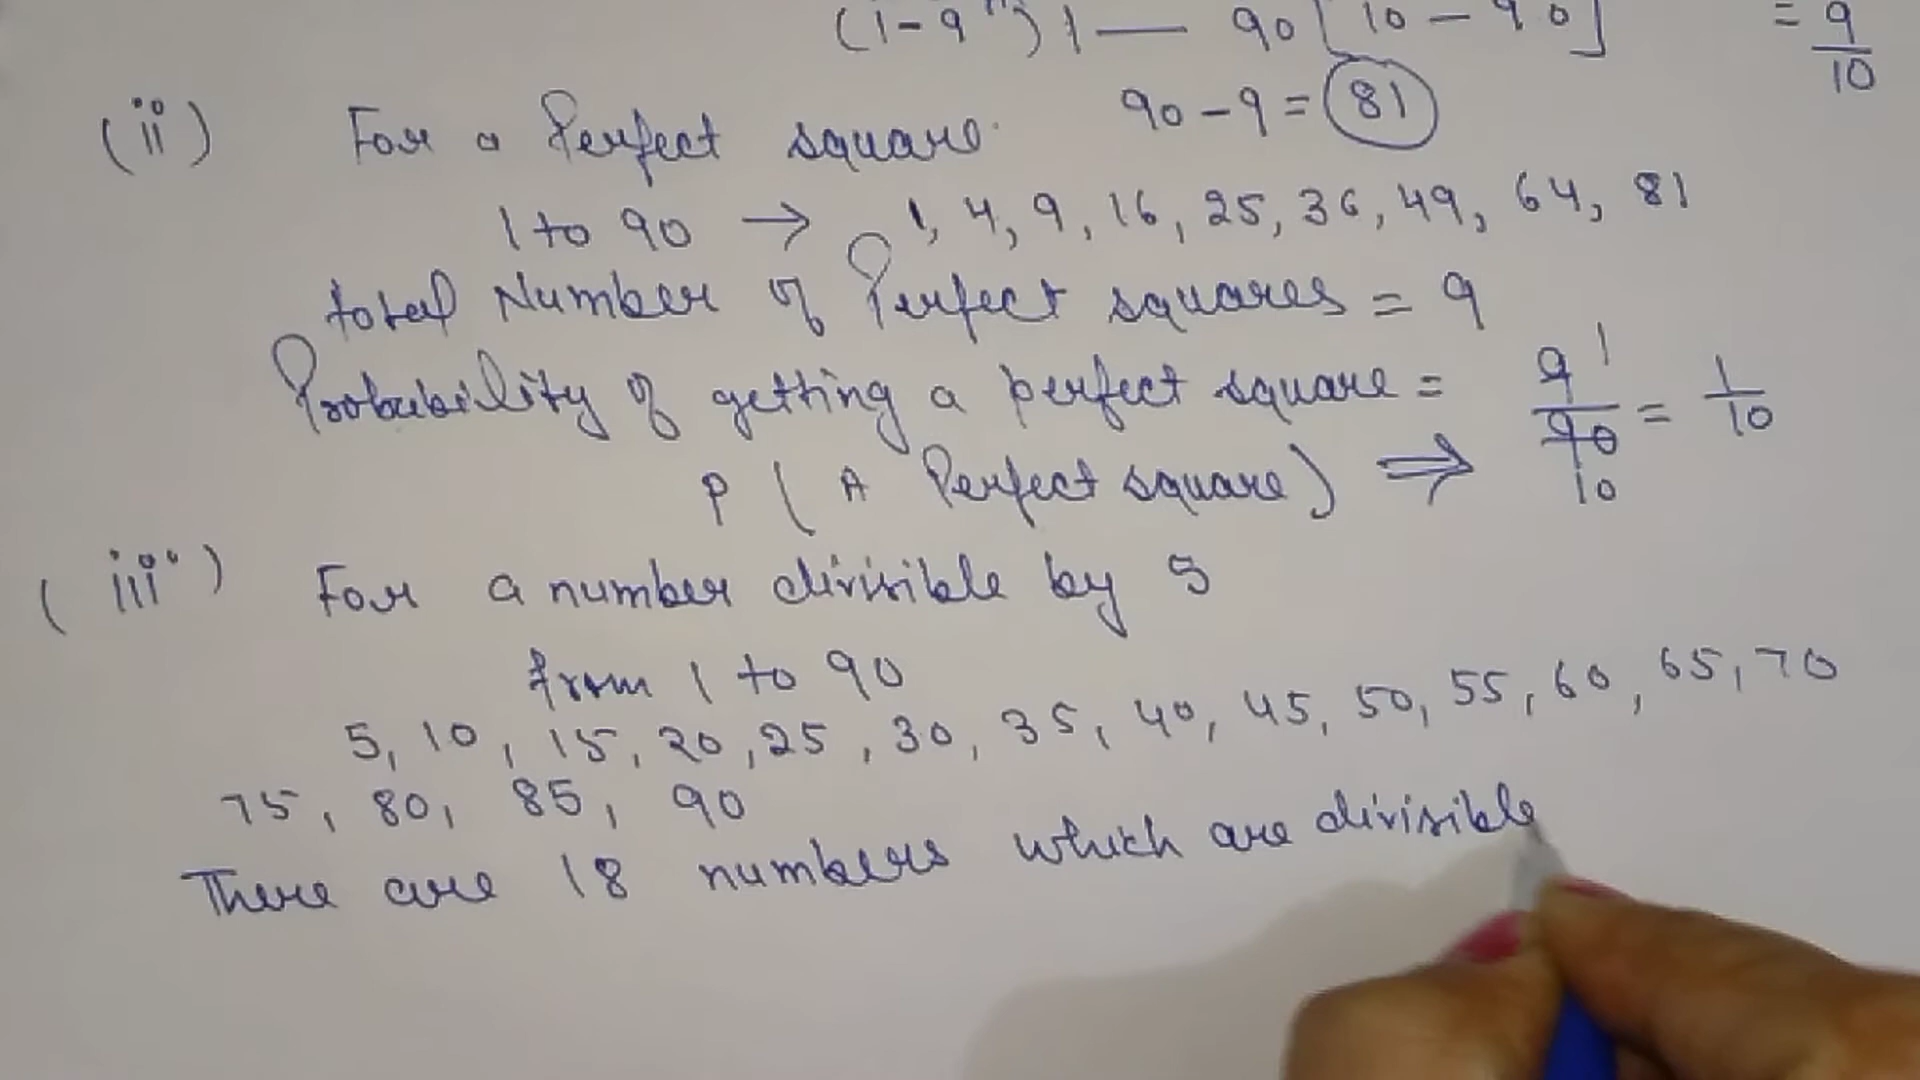 (1-9) 1 — 90 [10 - 90] = 9/10
90 - 9 = 81
(ii) For a Perfect square.
1 to 90 → 1, 4, 9, 16, 25, 36, 49, 64, 81
total Number of Perfect squares = 9
Probability of getting a perfect square = 9/90 = 1/10
1
10
P (A Perfect square) ⇒
(iii) For a number divisible by 5
from 1 to 90
5, 10, 15, 20, 25, 30, 35, 40, 45, 50, 55, 60, 65, 70
75, 80, 85, 90
There are 18 numbers which are divisible